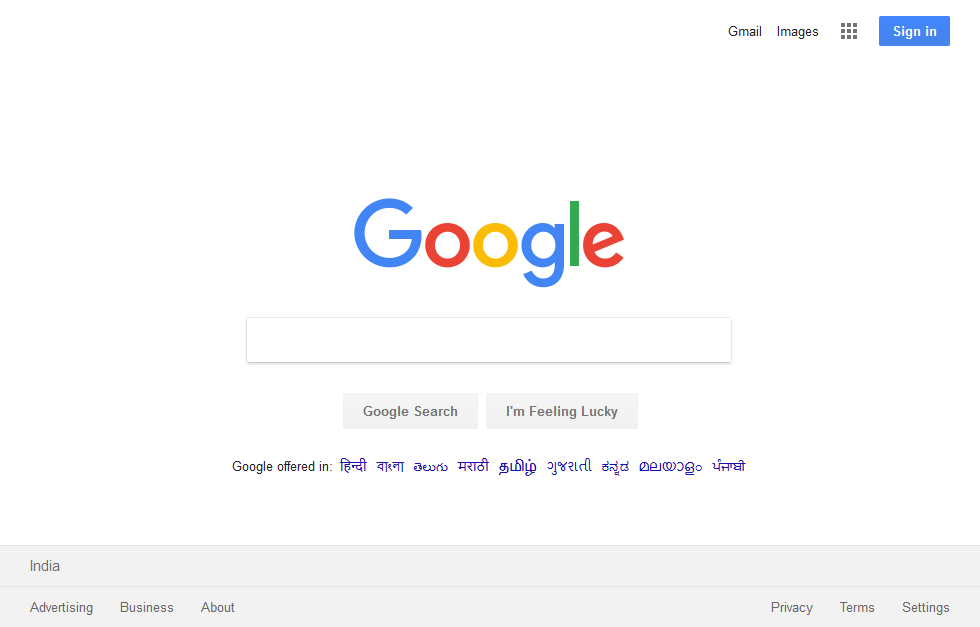 Gmail Images Sign in
Google
Google Search I'm Feeling Lucky
Google offered in: हिन्दी বাংলা తెలుగు मराठी தமிழ் ગુજરાતી ಕನ್ನಡ മലയാളം ਪੰਜਾਬੀ
India
Advertising Business About Privacy Terms Settings